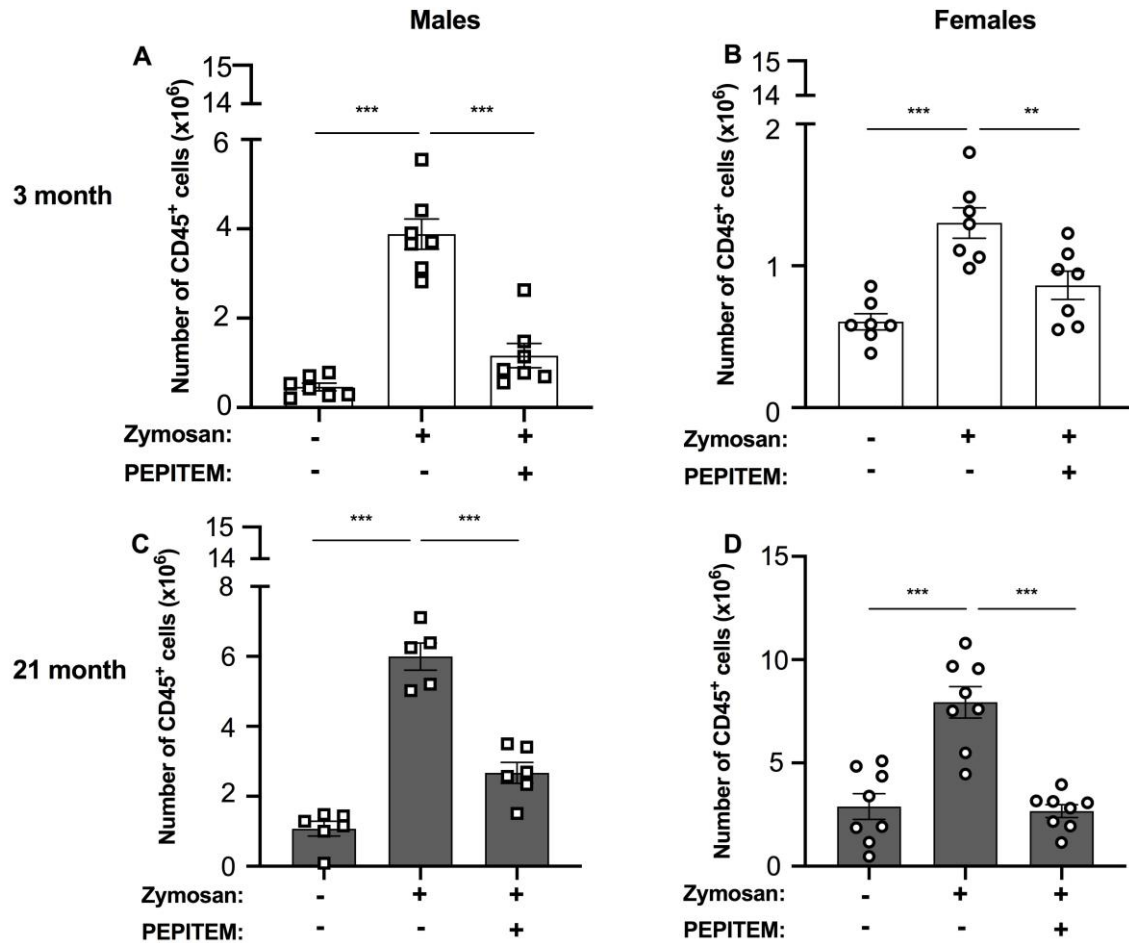 Males Females
3 month
A
15
14
6
4
2
0
Number of CD45⁺ cells (x10⁶)
*** ***
Zymosan: - + +
PEPITEM: - - +
B
15
14
2
1
0
Number of CD45⁺ cells (x10⁶)
*** **
Zymosan: - + +
PEPITEM: - - +
21 month
C
15
14
8
6
4
2
0
Number of CD45⁺ cells (x10⁶)
*** ***
Zymosan: - + +
PEPITEM: - - +
D
15
10
5
0
Number of CD45⁺ cells (x10⁶)
*** ***
Zymosan: - + +
PEPITEM: - - +